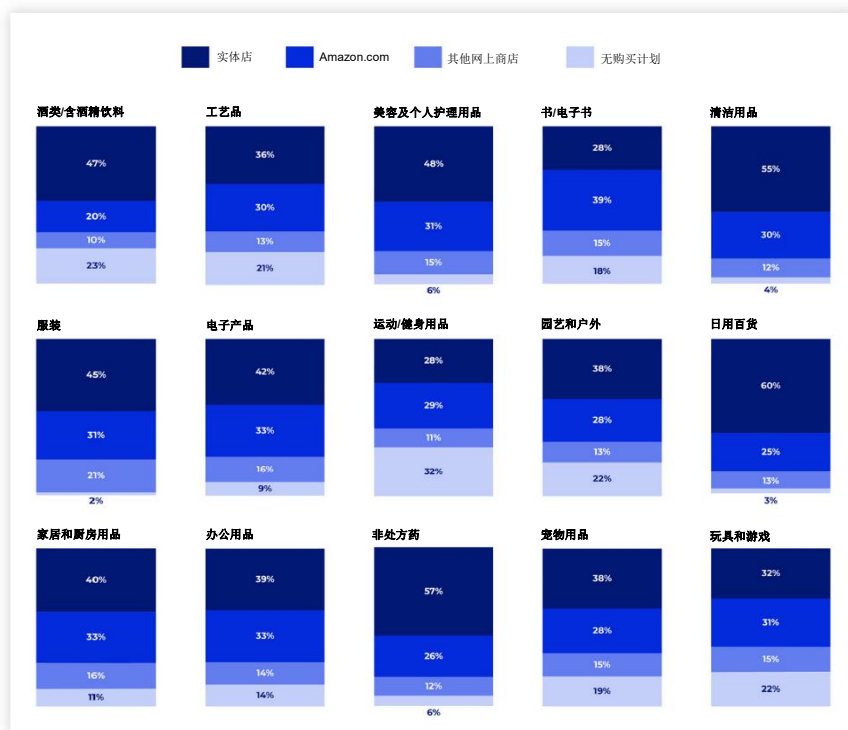 实体店 Amazon.com 其他网上商店 无购买计划
酒类/含酒精饮料 工艺品 美容及个人护理用品 书/电子书 清洁用品
47% 36% 48% 28% 55%
20% 30% 31% 39% 30%
10% 13% 15% 15% 12%
23% 21% 6% 18% 4%
服装 电子产品 运动/健身用品 园艺和户外 日用百货
45% 42% 28% 38% 60%
31% 33% 29% 28% 25%
21% 16% 11% 13% 13%
2% 9% 32% 22% 3%
家居和厨房用品 办公用品 非处方药 宠物用品 玩具和游戏
40% 39% 57% 38% 32%
33% 33% 26% 28% 31%
16% 14% 12% 15% 15%
11% 14% 6% 19% 22%